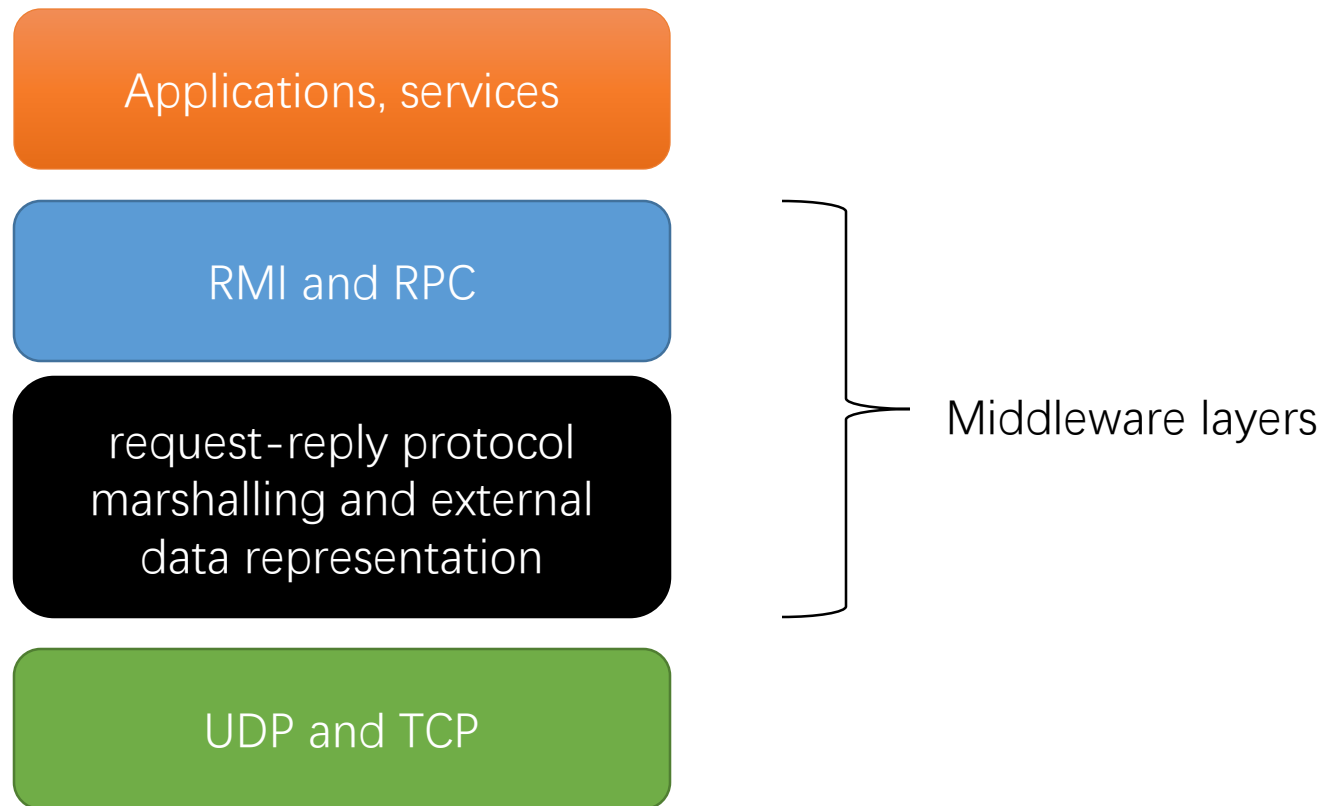 Applications, services
RMI and RPC
request-reply protocol
marshalling and external
data representation
Middleware layers
UDP and TCP